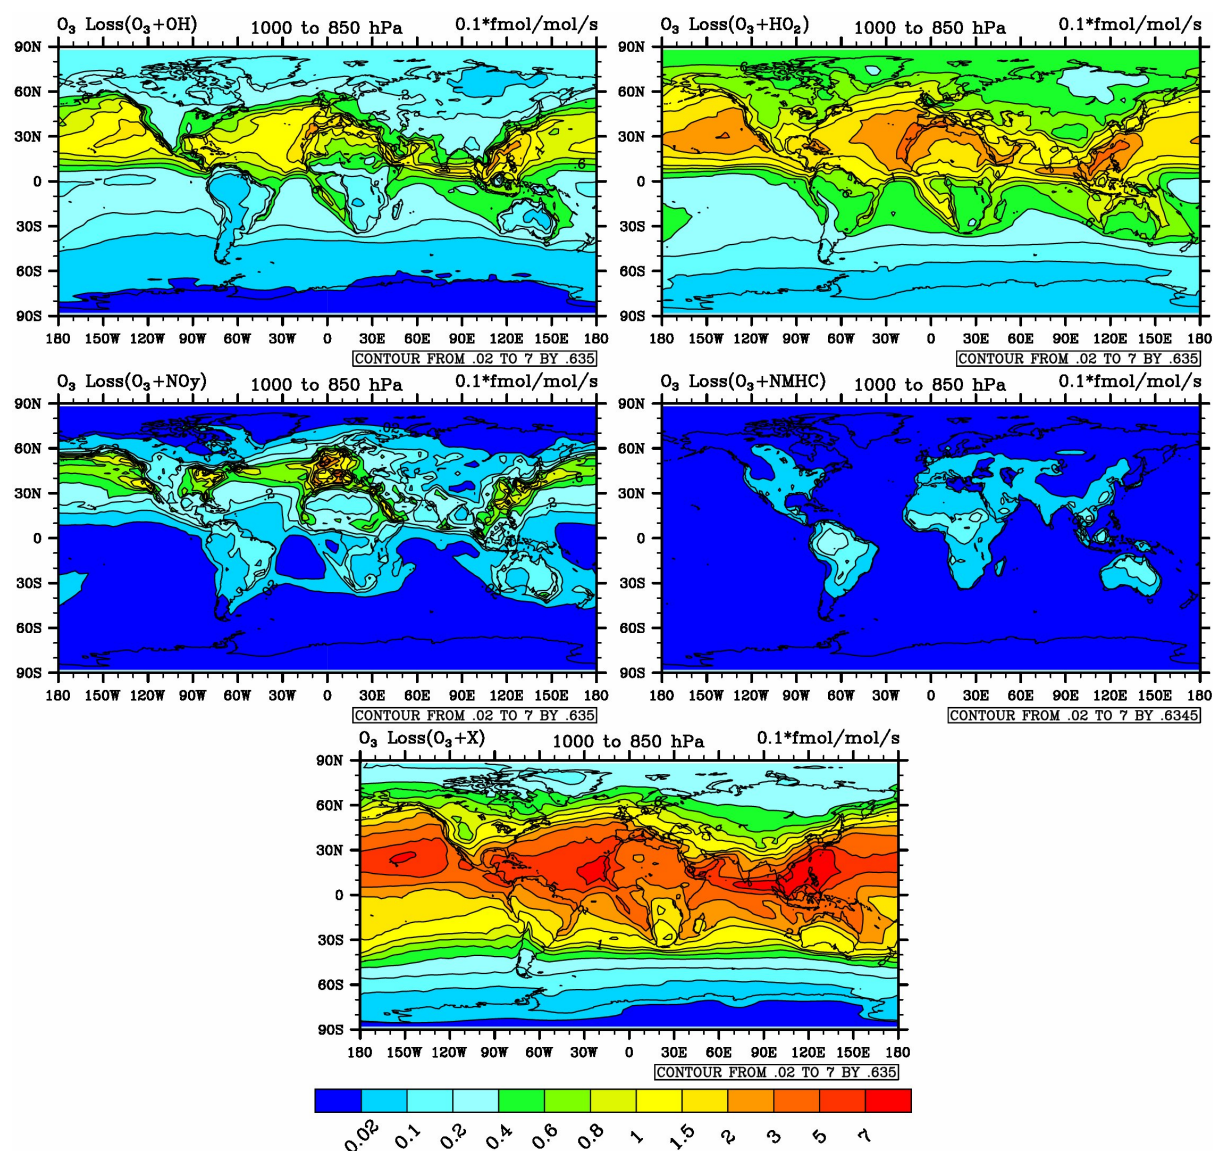 O₃ Loss(O₃+OH) 1000 to 850 hPa 0.1*fmol/mol/s
90N
60N
30N
0
30S
60S
90S
180 150W 120W 90W 60W 30W 0 30E 60E 90E 120E 150E 180
CONTOUR FROM .02 TO 7 BY .635
O₃ Loss(O₃+HO₂) 1000 to 850 hPa 0.1*fmol/mol/s
90N
60N
30N
0
30S
60S
90S
180 150W 120W 90W 60W 30W 0 30E 60E 90E 120E 150E 180
CONTOUR FROM .02 TO 7 BY .635
O₃ Loss(O₃+NOy) 1000 to 850 hPa 0.1*fmol/mol/s
90N
60N
30N
0
30S
60S
90S
180 150W 120W 90W 60W 30W 0 30E 60E 90E 120E 150E 180
CONTOUR FROM .02 TO 7 BY .635
O₃ Loss(O₃+NMHC) 1000 to 850 hPa 0.1*fmol/mol/s
90N
60N
30N
0
30S
60S
90S
180 150W 120W 90W 60W 30W 0 30E 60E 90E 120E 150E 180
CONTOUR FROM .02 TO 7 BY .6345
O₃ Loss(O₃+X) 1000 to 850 hPa 0.1*fmol/mol/s
90N
60N
30N
0
30S
60S
90S
180 150W 120W 90W 60W 30W 0 30E 60E 90E 120E 150E 180
CONTOUR FROM .02 TO 7 BY .635
0.02 0.1 0.2 0.4 0.6 0.8 1 1.5 2 3 5 7